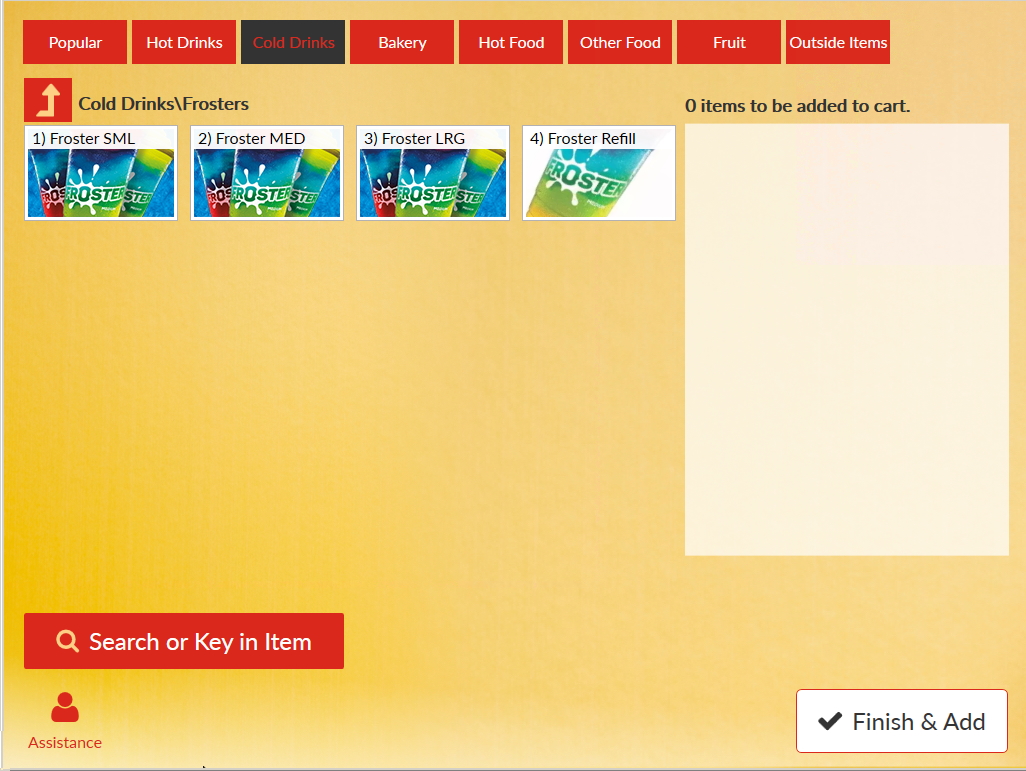 Popular Hot Drinks Cold Drinks Bakery Hot Food Other Food Fruit Outside Items
Cold Drinks\Frosters
0 items to be added to cart.
1) Froster SML
2) Froster MED
3) Froster LRG
4) Froster Refill
FROSTER
FROSTER
FROSTER
FROSTER
Search or Key in Item
Assistance
Finish & Add